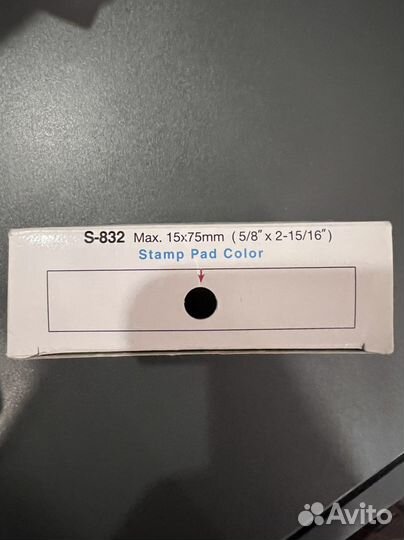 S-832 Max. 15x75mm ( 5/8" x 2-15/16" )
Stamp Pad Color
Avito